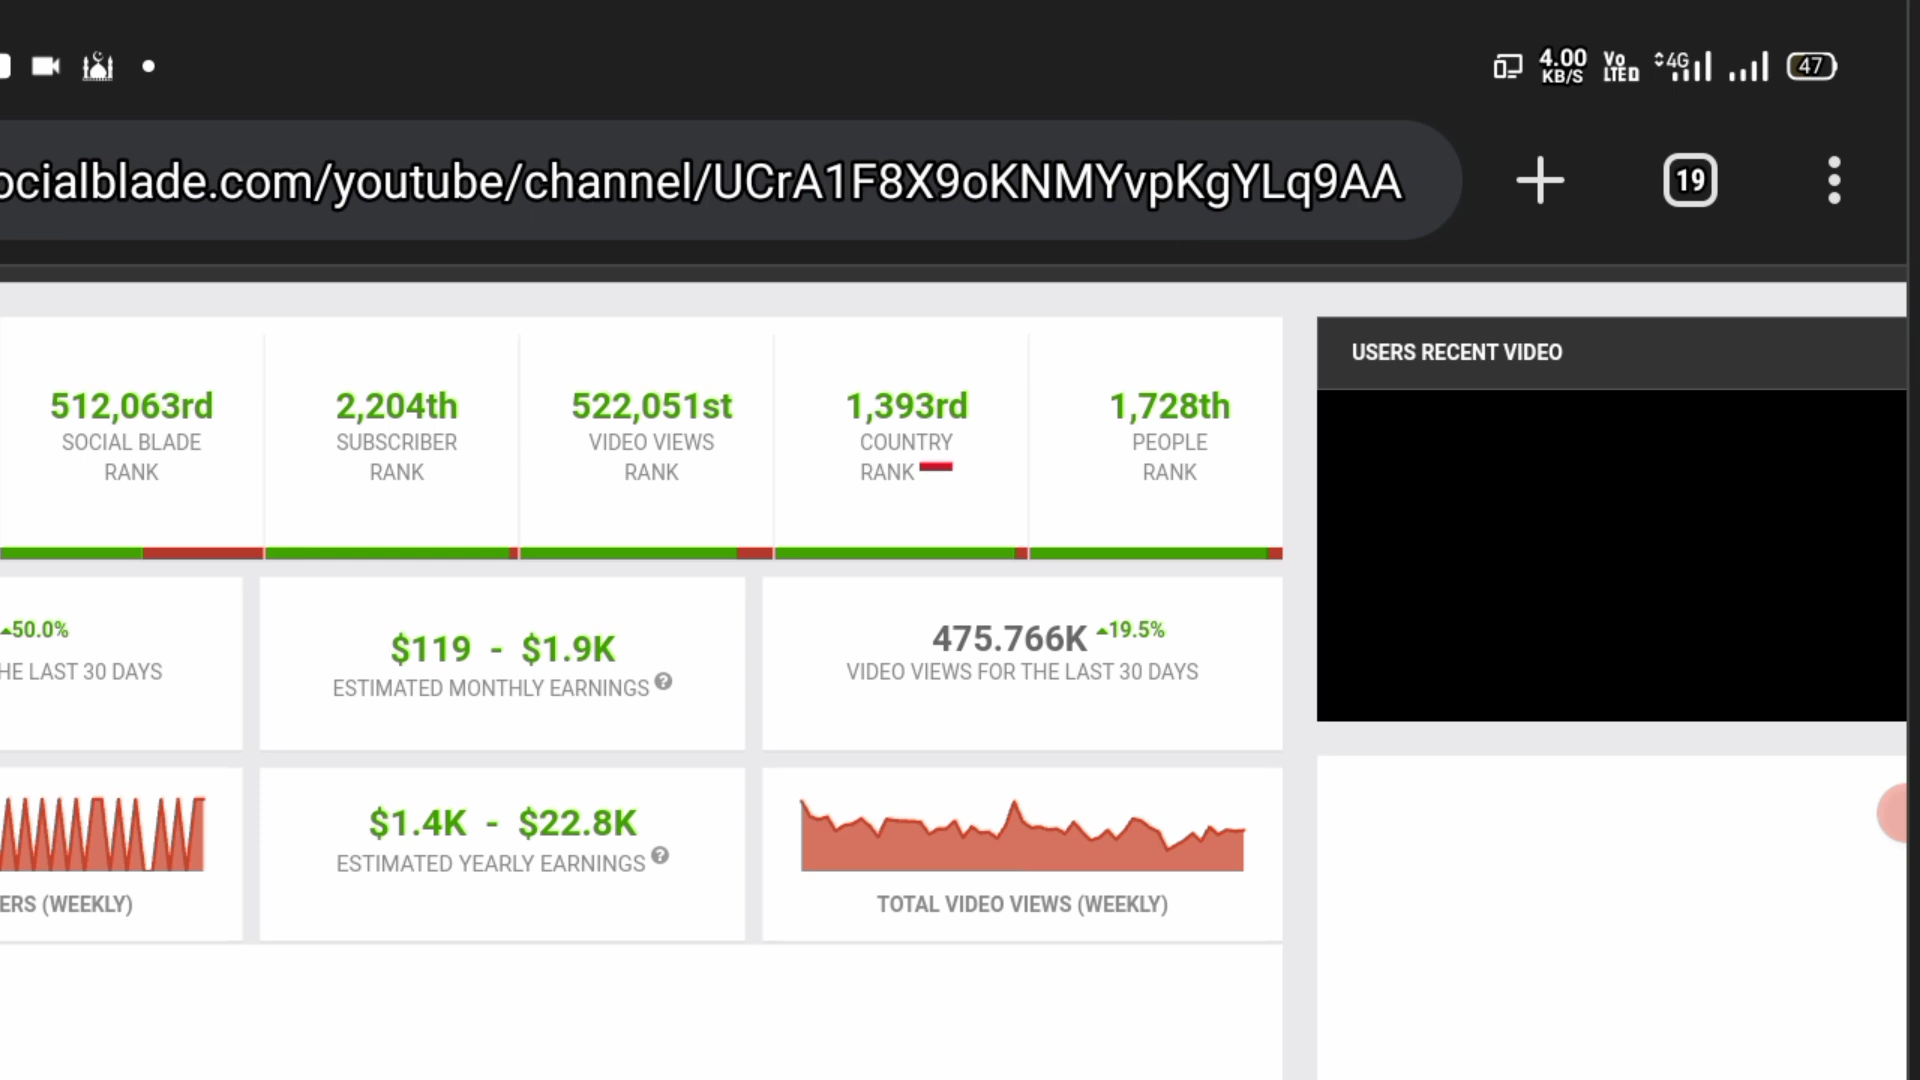 4.00
KB/S
Vo
LTED
4G
47
ocialblade.com/youtube/channel/UCrA1F8X9oKNMYvpKgYLq9AA
19
USERS RECENT VIDEO
512,063rd
SOCIAL BLADE
RANK
2,204th
SUBSCRIBER
RANK
522,051st
VIDEO VIEWS
RANK
1,393rd
COUNTRY
RANK
1,728th
PEOPLE
RANK
50.0%
HE LAST 30 DAYS
$119 - $1.9K
ESTIMATED MONTHLY EARNINGS ?
475.766K 19.5%
VIDEO VIEWS FOR THE LAST 30 DAYS
ERS (WEEKLY)
$1.4K - $22.8K
ESTIMATED YEARLY EARNINGS ?
TOTAL VIDEO VIEWS (WEEKLY)